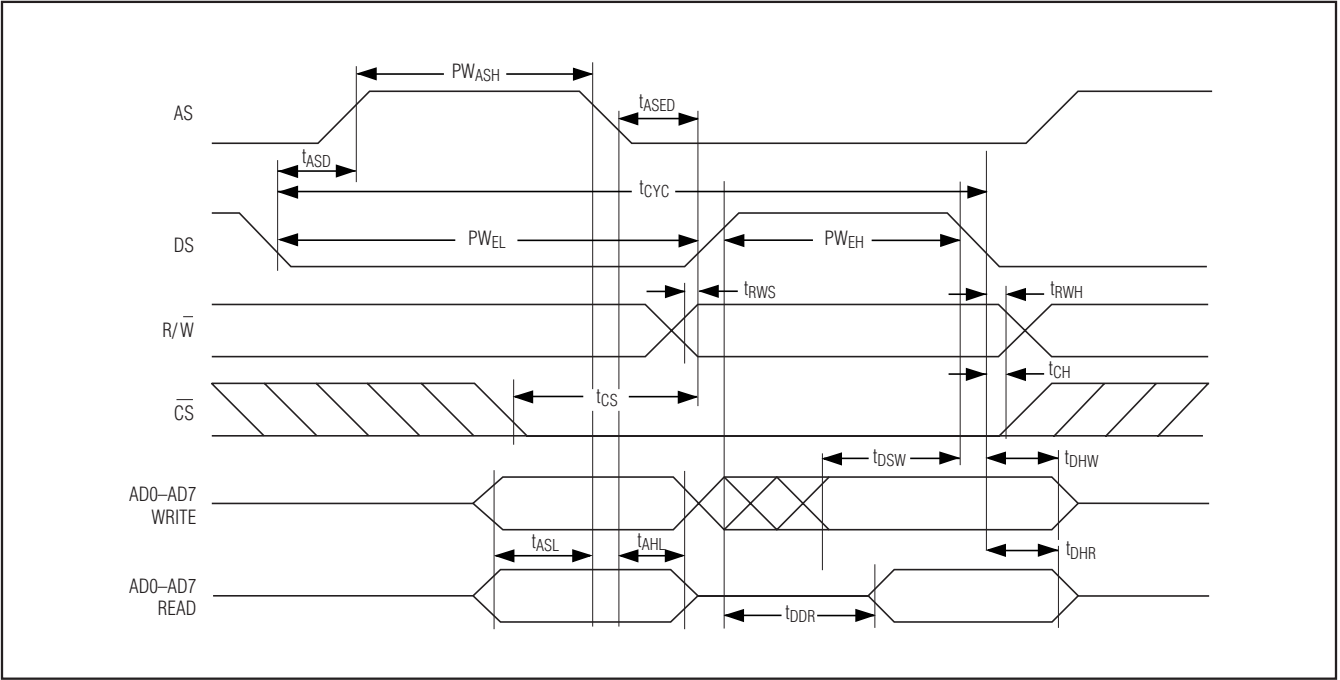 PWASH
AS
tASED
tASD
tCYC
DS
PWEL
PWEH
tRWS
tRWH
R/W̅
tCH
C̅S̅
tCS
tDSW
tDHW
AD0–AD7
WRITE
tASL
tAHL
tDHR
AD0–AD7
READ
tDDR